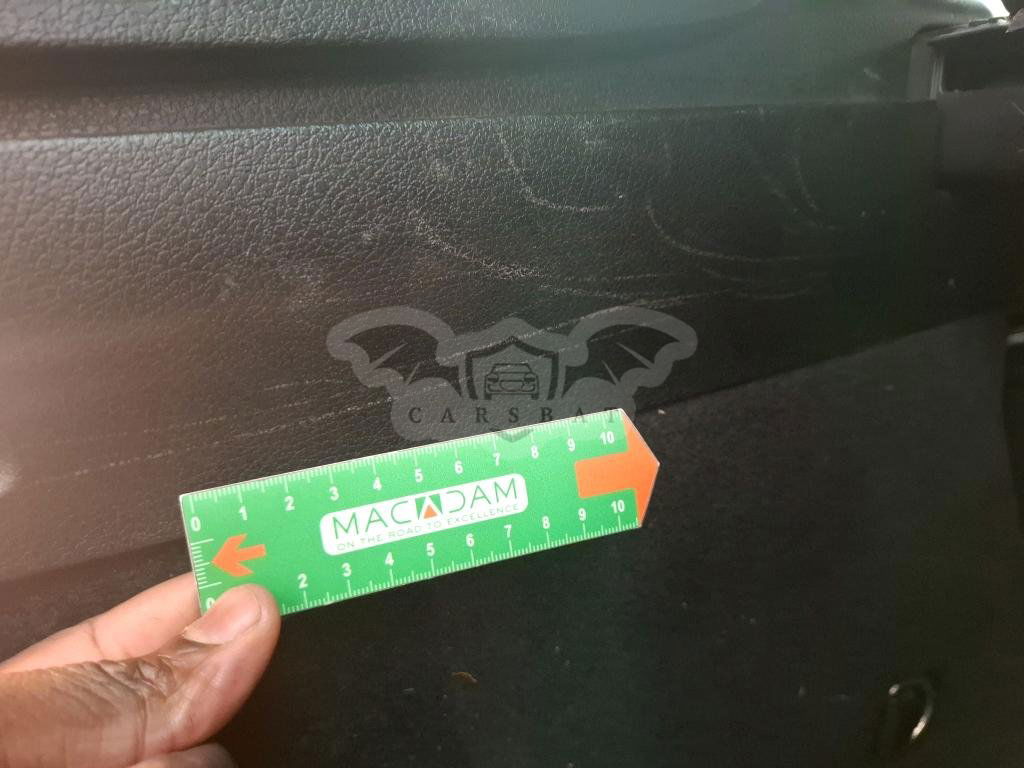 CARSBAT
0 1 2 3 4 5 6 7 8 9 10
MACADAM
ON THE ROAD TO EXCELLENCE
0 2 3 4 5 6 7 8 9 10